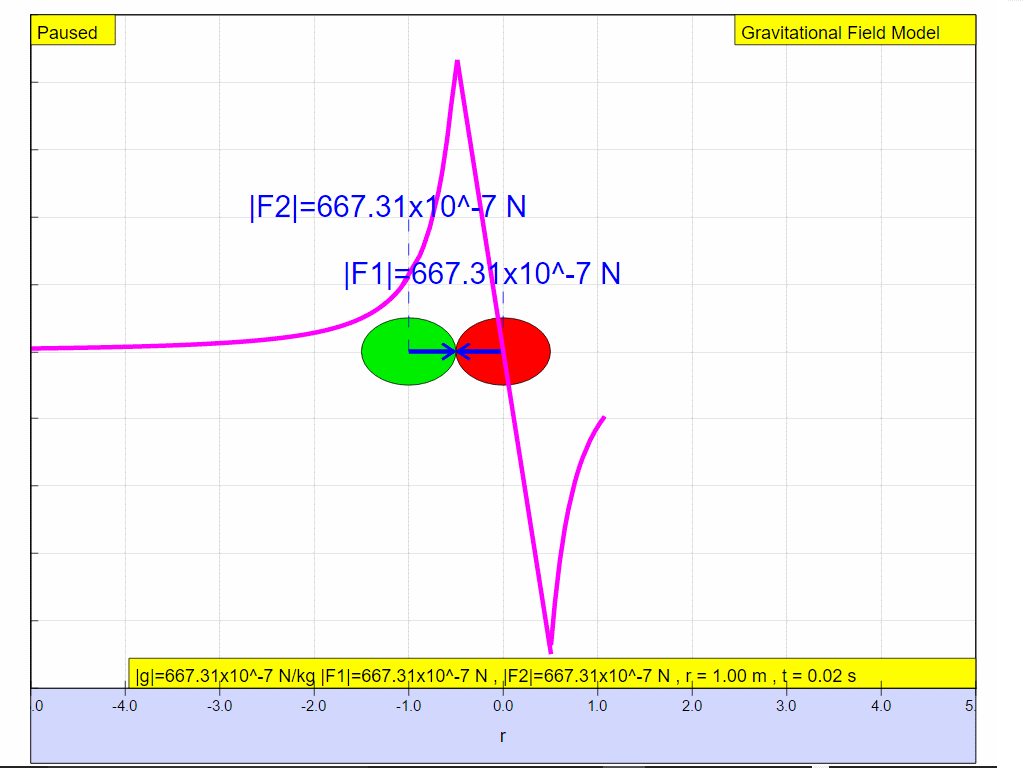 Paused
Gravitational Field Model
|F2|=667.31x10^-7 N
|F1|=667.31x10^-7 N
|g|=667.31x10^-7 N/kg |F1|=667.31x10^-7 N , |F2|=667.31x10^-7 N , r = 1.00 m , t = 0.02 s
.0 -4.0 -3.0 -2.0 -1.0 0.0 1.0 2.0 3.0 4.0 5.
r